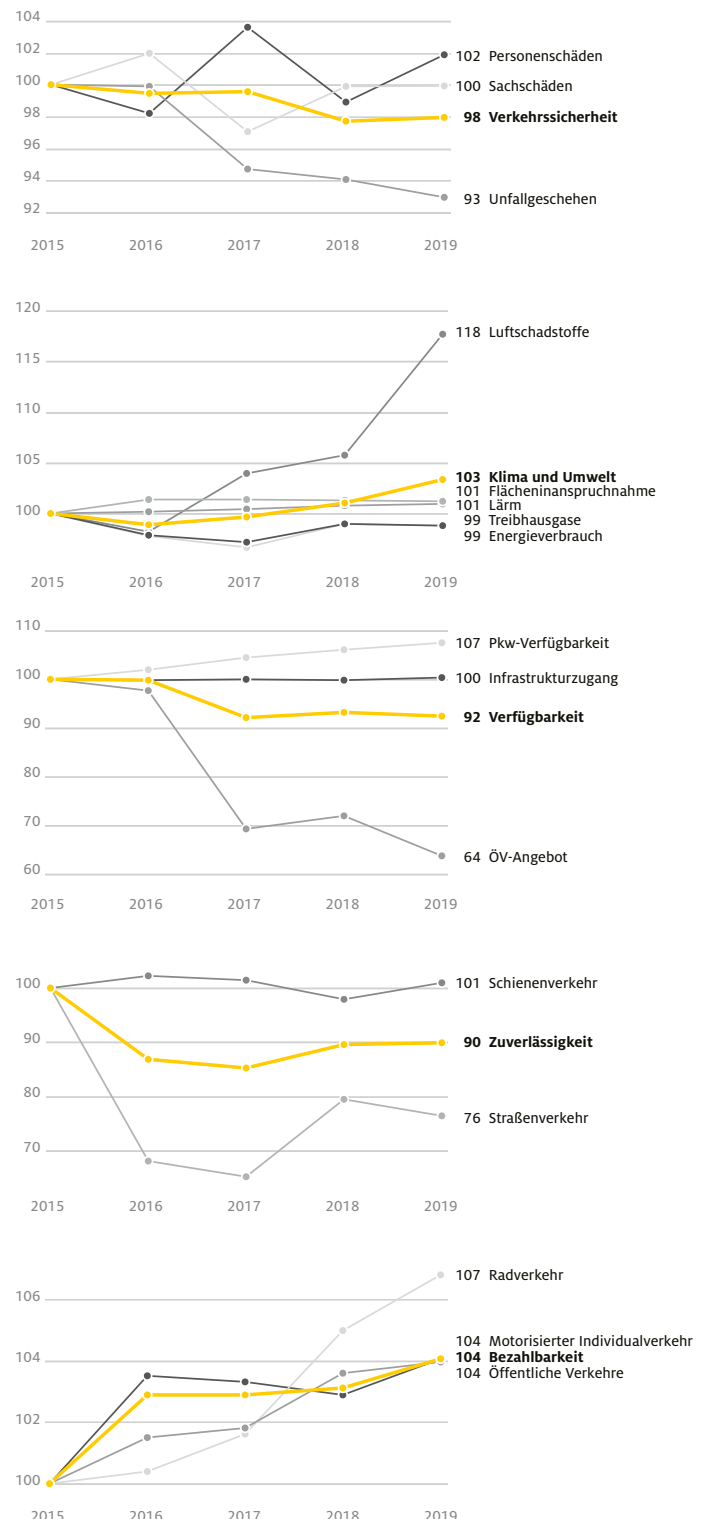 104
102
102 Personenschäden
100
100 Sachschäden
98
98 Verkehrssicherheit
96
94
93 Unfallgeschehen
92
2015 2016 2017 2018 2019
120
118 Luftschadstoffe
115
110
105
103 Klima und Umwelt
101 Flächeninanspruchnahme
101 Lärm
100
99 Treibhausgase
99 Energieverbrauch
2015 2016 2017 2018 2019
110
107 Pkw-Verfügbarkeit
100
100 Infrastrukturzugang
92 Verfügbarkeit
90
80
70
64 ÖV-Angebot
60
2015 2016 2017 2018 2019
101 Schienenverkehr
100
90
90 Zuverlässigkeit
80
76 Straßenverkehr
70
2015 2016 2017 2018 2019
107 Radverkehr
106
104 Motorisierter Individualverkehr
104
104 Bezahlbarkeit
104 Öffentliche Verkehre
102
100
2015 2016 2017 2018 2019